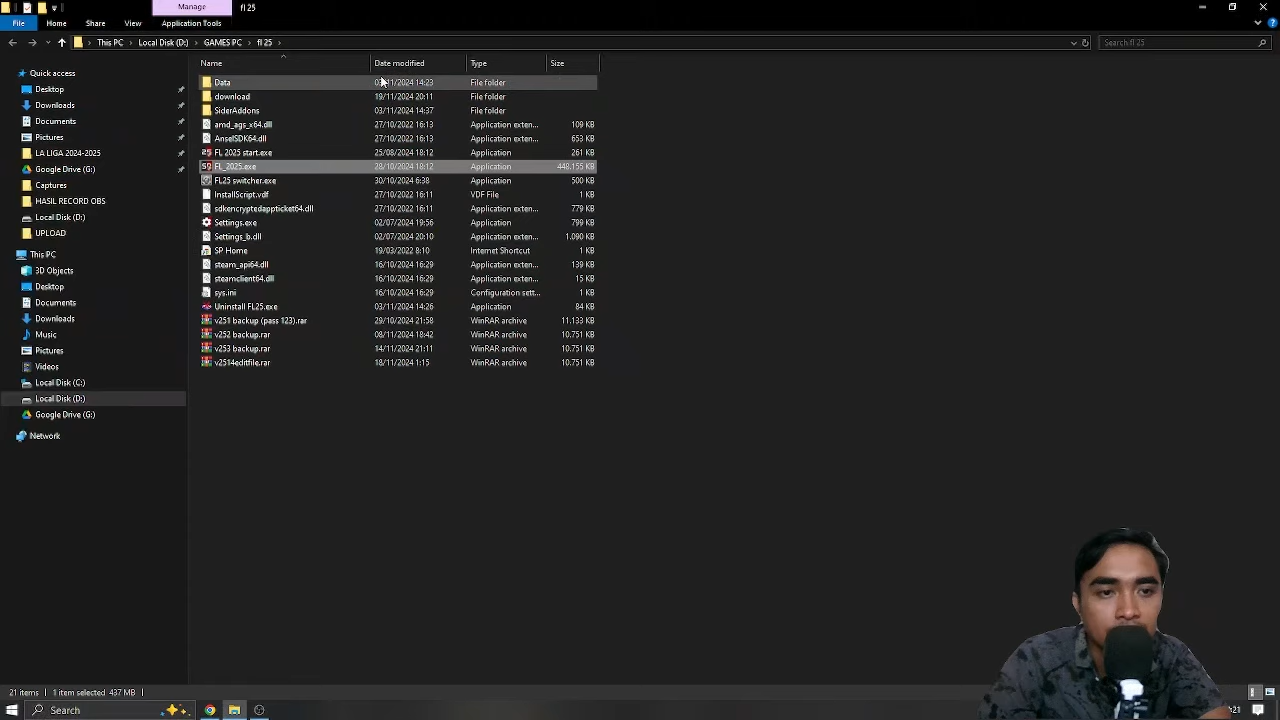 Manage
fl 25
File
Home
Share
View
Application Tools
This PC
Local Disk (D:)
GAMES PC
fl 25
Search fl 25
Name
Date modified
Type
Size
Quick access
Desktop
Downloads
Documents
Pictures
LA LIGA 2024-2025
Google Drive (G:)
Captures
HASIL RECORD OBS
Local Disk (D:)
UPLOAD
This PC
3D Objects
Desktop
Documents
Downloads
Music
Pictures
Videos
Local Disk (C:)
Local Disk (D:)
Google Drive (G:)
Network
Data 11/2024 14:23 File folder
download 19/11/2024 20:11 File folder
SiderAddons 03/11/2024 14:37 File folder
amd_ags_x64.dll 27/10/2022 16:13 Application exten... 109 KB
AnselSDK64.dll 27/10/2022 16:13 Application exten... 653 KB
FL 2025 start.exe 25/08/2024 18:12 Application 261 KB
FL_2025.exe 28/10/2024 18:12 Application 448.155 KB
FL25 switcher.exe 30/10/2024 6:38 Application 500 KB
InstallScript.vdf 27/10/2022 16:11 VDF File 1 KB
sdkencryptedappticket64.dll 27/10/2022 16:11 Application exten... 779 KB
Settings.exe 02/07/2024 19:56 Application 799 KB
Settings_b.dll 02/07/2024 20:10 Application exten... 1.090 KB
SP Home 19/03/2022 8:10 Internet Shortcut 1 KB
steam_api64.dll 16/10/2024 16:29 Application exten... 139 KB
steamclient64.dll 16/10/2024 16:29 Application exten... 15 KB
sys.ini 16/10/2024 16:29 Configuration sett... 1 KB
Uninstall FL25.exe 03/11/2024 14:26 Application 84 KB
v251 backup (pass 123).rar 29/10/2024 21:58 WinRAR archive 11.133 KB
v252 backup.rar 08/11/2024 18:42 WinRAR archive 10.751 KB
v253 backup.rar 14/11/2024 21:11 WinRAR archive 10.751 KB
v2514editfile.rar 18/11/2024 1:15 WinRAR archive 10.751 KB
21 items
1 item selected 437 MB
Search